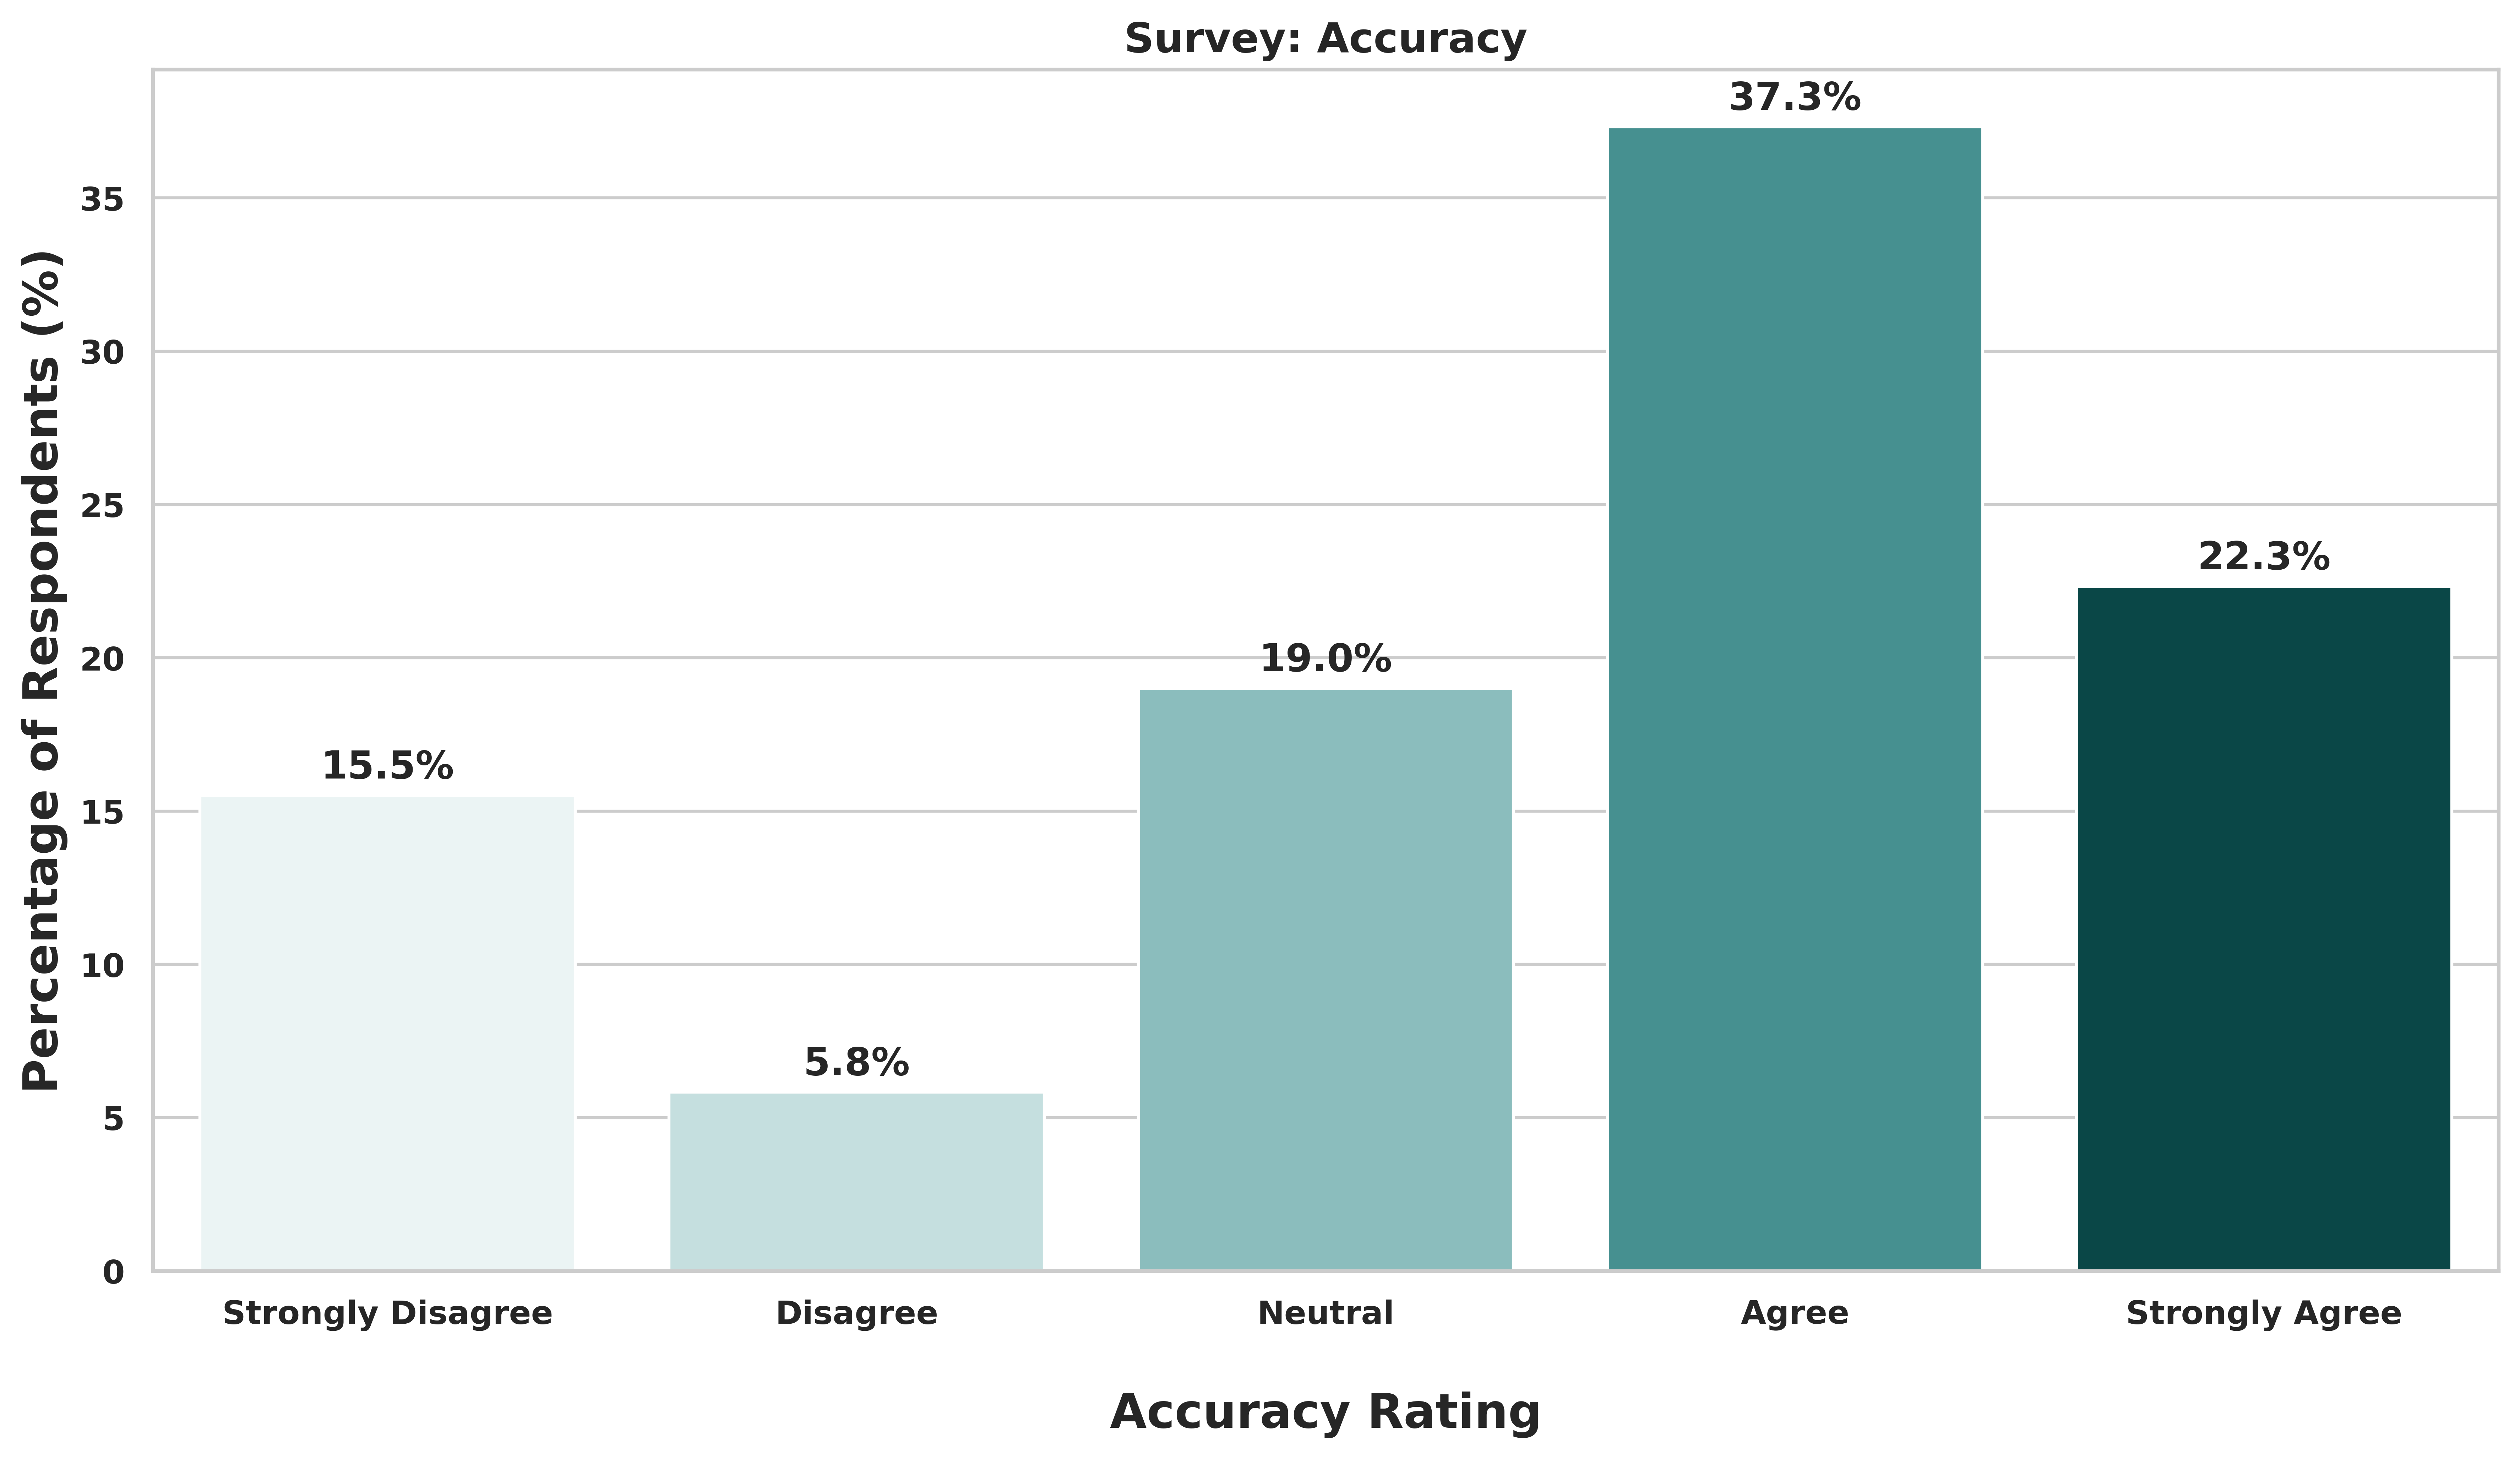 Survey: Accuracy
Percentage of Respondents (%)
35
30
25
20
15
10
5
0
15.5%
5.8%
19.0%
37.3%
22.3%
Strongly Disagree
Disagree
Neutral
Agree
Strongly Agree
Accuracy Rating